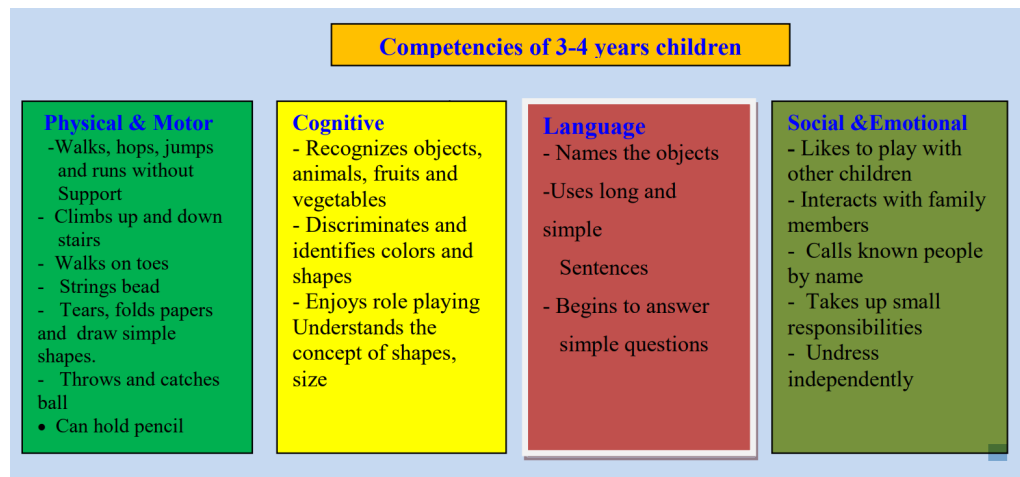 Competencies of 3-4 years children
Physical & Motor
-Walks, hops, jumps
and runs without
Support
- Climbs up and down
stairs
- Walks on toes
- Strings bead
- Tears, folds papers
and draw simple
shapes.
- Throws and catches
ball
• Can hold pencil
Cognitive
- Recognizes objects,
animals, fruits and
vegetables
- Discriminates and
identifies colors and
shapes
- Enjoys role playing
Understands the
concept of shapes,
size
Language
- Names the objects
-Uses long and
simple
Sentences
- Begins to answer
simple questions
Social &Emotional
- Likes to play with
other children
- Interacts with family
members
- Calls known people
by name
- Takes up small
responsibilities
- Undress
independently